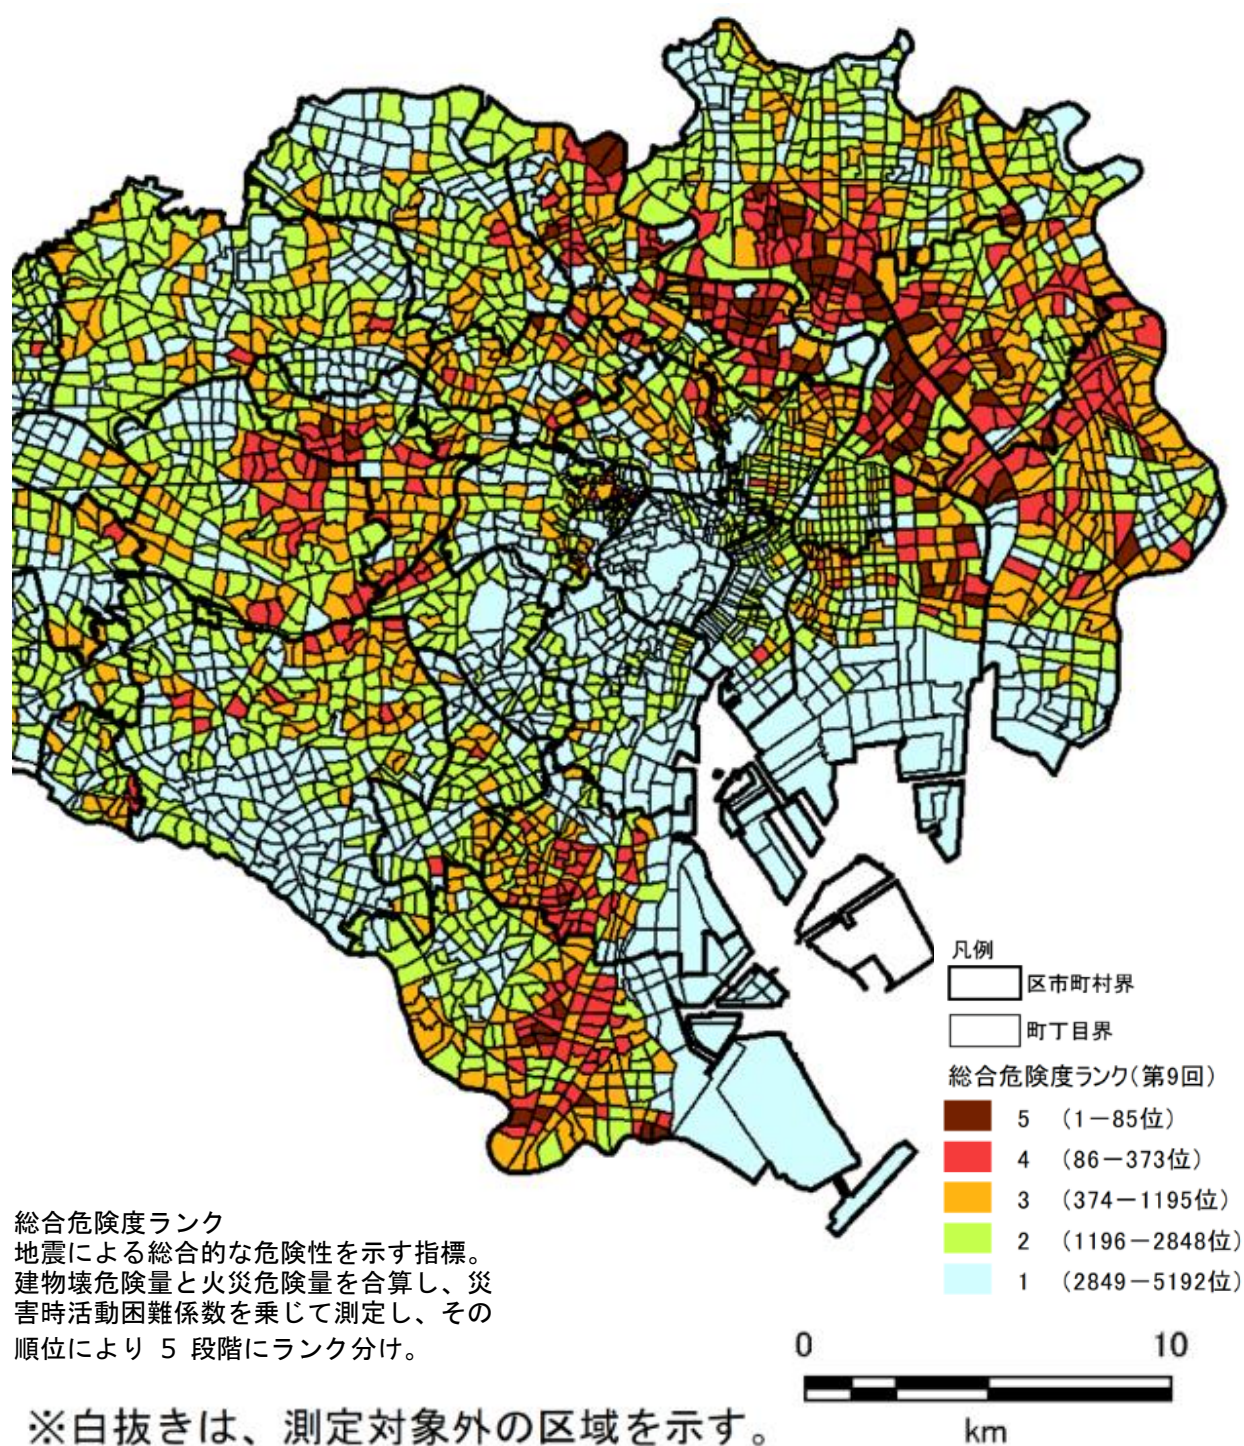 凡例
区市町村界
町丁目界
総合危険度ランク(第9回)
5 (1－85位)
4 (86－373位)
3 (374－1195位)
2 (1196－2848位)
1 (2849－5192位)
総合危険度ランク
地震による総合的な危険性を示す指標。
建物壊危険量と火災危険量を合算し、災
害時活動困難係数を乗じて測定し、その
順位により 5 段階にランク分け。
0 10
km
※白抜きは、測定対象外の区域を示す。